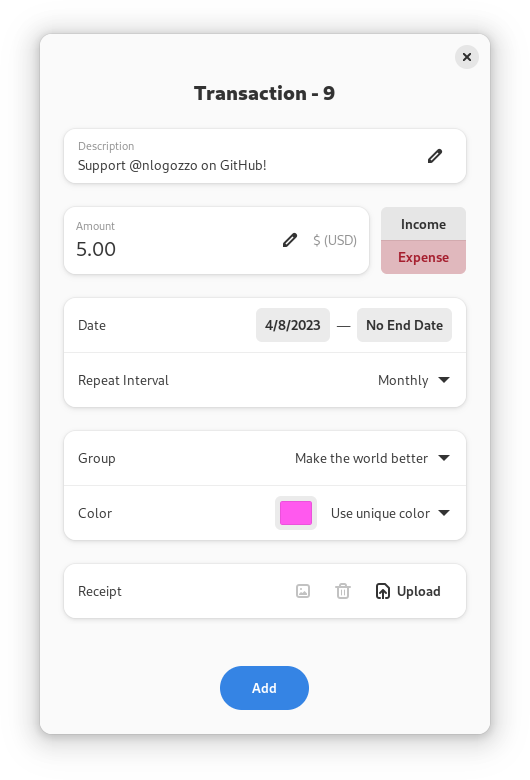 Transaction - 9
Description
Support @nlogozzo on GitHub!
Amount
5.00
$ (USD)
Income
Expense
Date
4/8/2023 — No End Date
Repeat Interval
Monthly
Group
Make the world better
Color
Use unique color
Receipt
Upload
Add